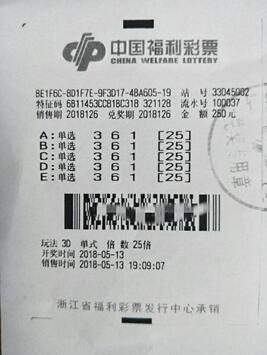 中国福利彩票
CHINA WELFARE LOTTERY
BE1F6C-8D1F7E-9F3D17-4BA605-19 站号 33045002
特征码 6B11453CCB1BC31B 321128 流水号 100037
销售期 2018126 兑奖期 2018126 金额 250元
A:单选 3 6 1 [25]
B:单选 3 6 1 [25]
C:单选 3 6 1 [25]
D:单选 3 6 1 [25]
E:单选 3 6 1 [25]
玩法 3D 单式 倍数 25倍
开奖时间 2018-05-13
销售时间 2018-05-13 19:09:07
浙江省福利彩票发行中心承销